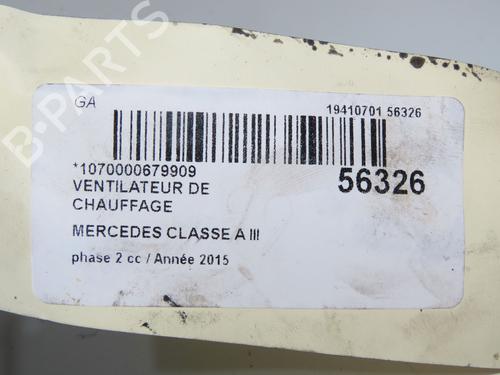 GA
19410701 56326
*1070000679909
56326
VENTILATEUR DE
CHAUFFAGE
MERCEDES CLASSE A III
phase 2 cc / Année 2015
B-PARTS